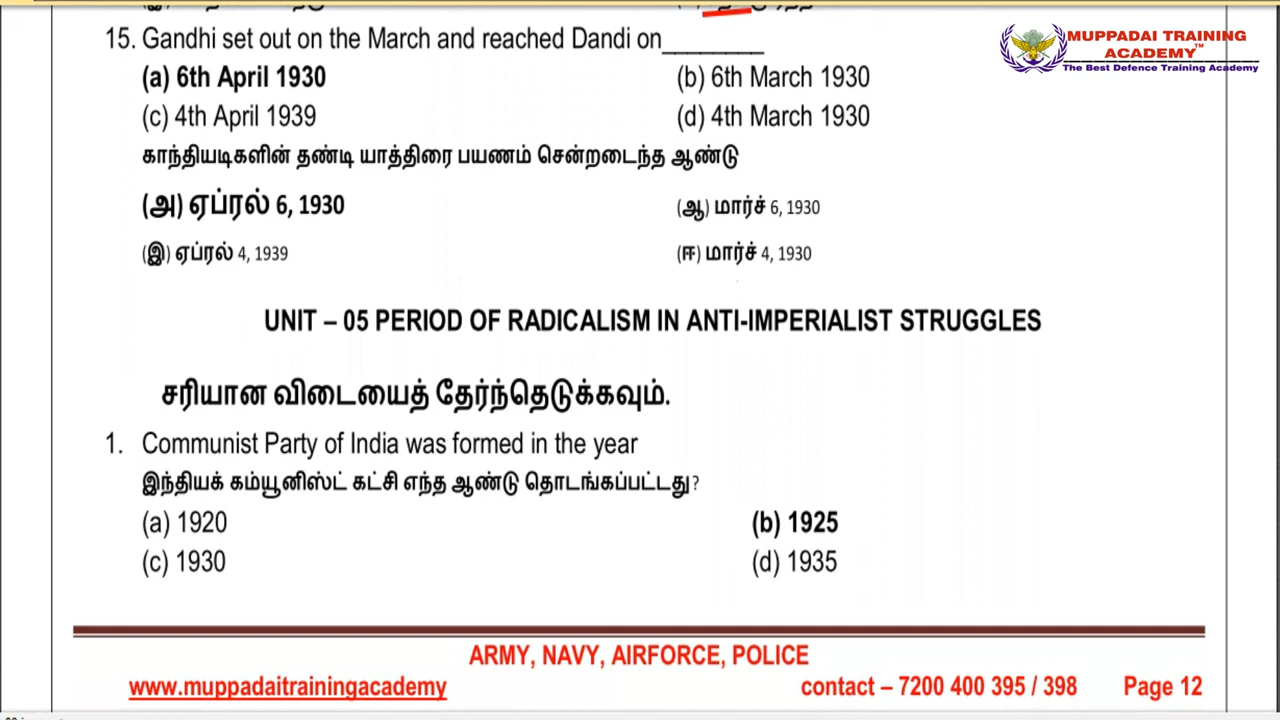 15. Gandhi set out on the March and reached Dandi on________
(a) 6th April 1930 (b) 6th March 1930
(c) 4th April 1939 (d) 4th March 1930
காந்தியடிகளின் தண்டி யாத்திரை பயணம் சென்றடைந்த ஆண்டு
(அ) ஏப்ரல் 6, 1930 (ஆ) மார்ச் 6, 1930
(இ) ஏப்ரல் 4, 1939 (ஈ) மார்ச் 4, 1930
UNIT – 05 PERIOD OF RADICALISM IN ANTI-IMPERIALIST STRUGGLES
சரியான விடையைத் தேர்ந்தெடுக்கவும்.
1. Communist Party of India was formed in the year
இந்தியக் கம்யூனிஸ்ட் கட்சி எந்த ஆண்டு தொடங்கப்பட்டது?
(a) 1920 (b) 1925
(c) 1930 (d) 1935
ARMY, NAVY, AIRFORCE, POLICE
www.muppadaitrainingacademy contact – 7200 400 395 / 398 Page 12
MUPPADAI TRAINING
ACADEMY™
The Best Defence Training Academy